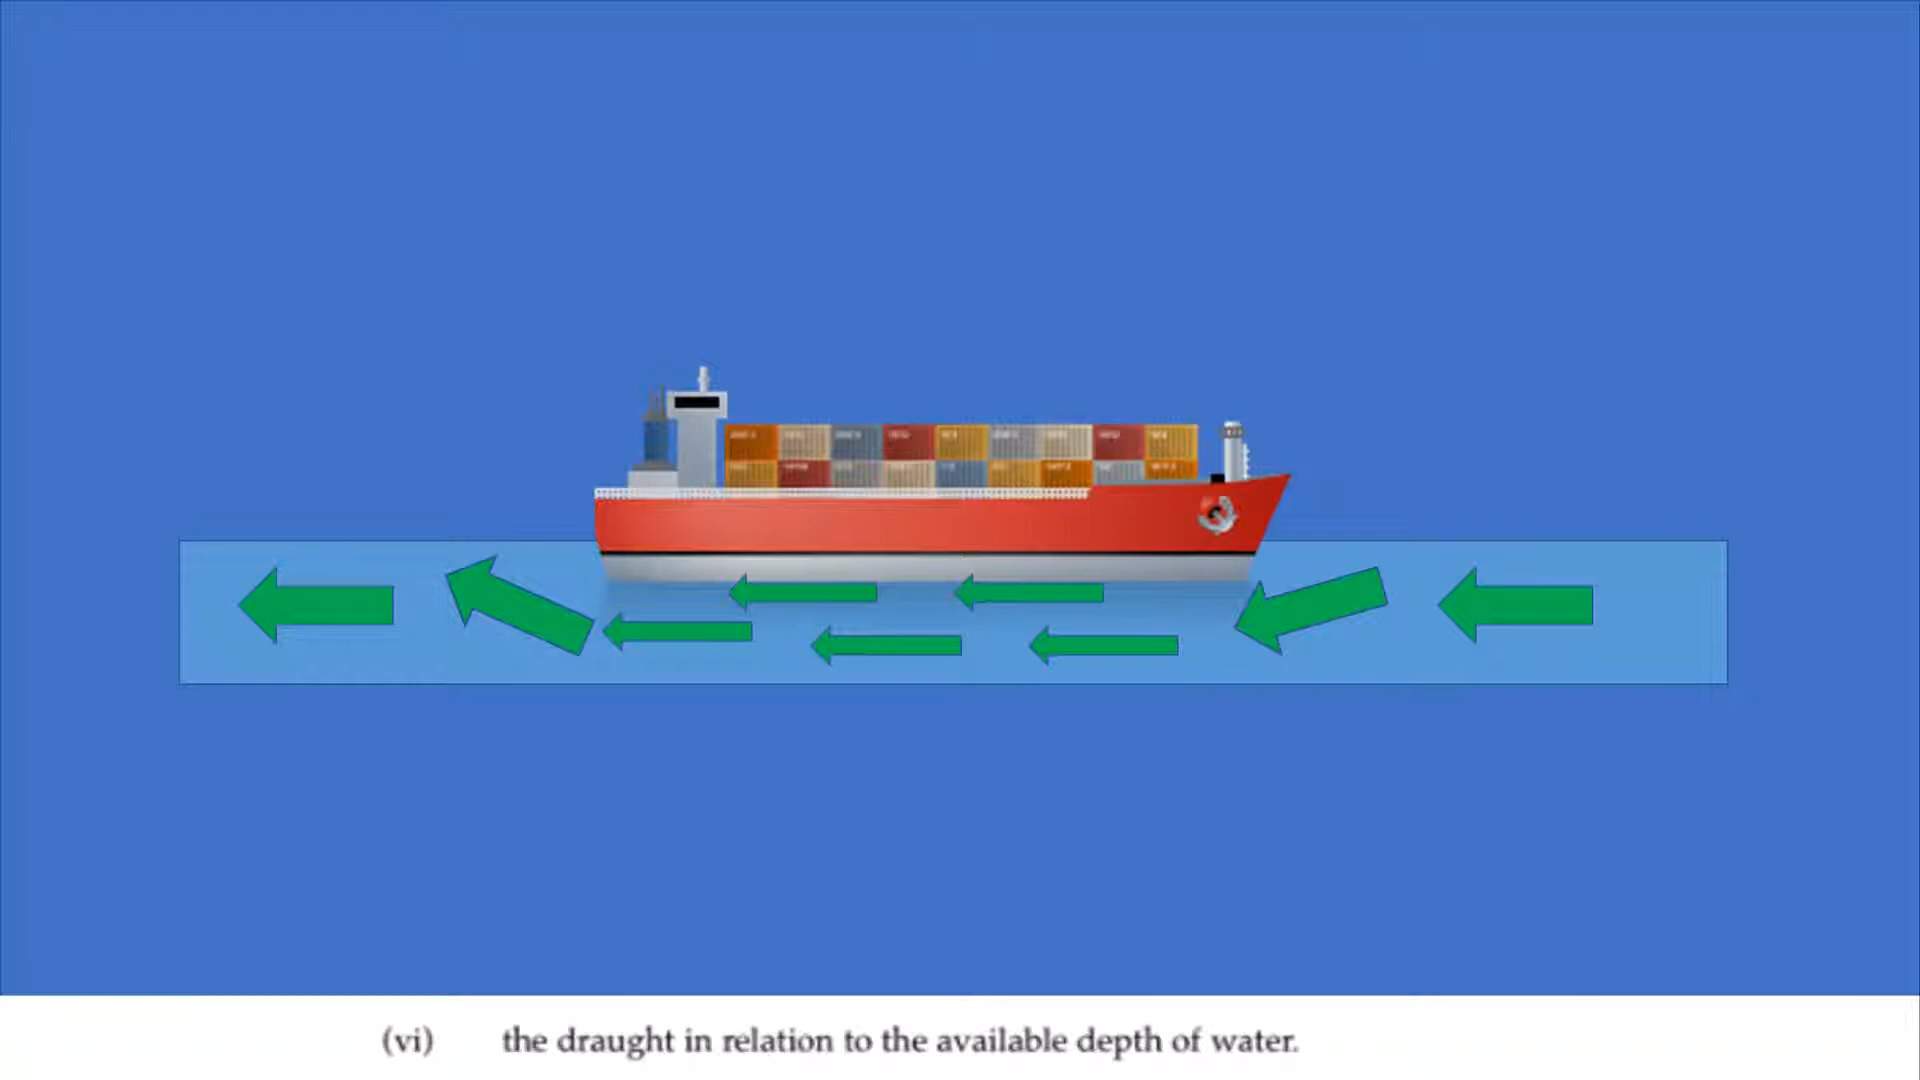 (vi) the draught in relation to the available depth of water.